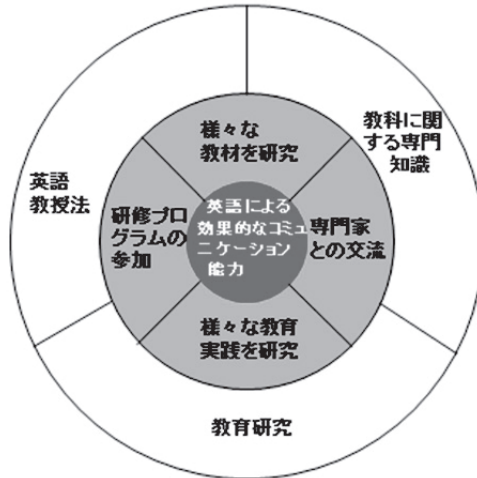 様々な
教材を研究
教科に関
する専門
知識
英語
教授法
研修プロ
グラムの
参加
英語による
効果的なコミュ
ニケーション
能力
専門家
との交流
様々な教育
実践を研究
教育研究